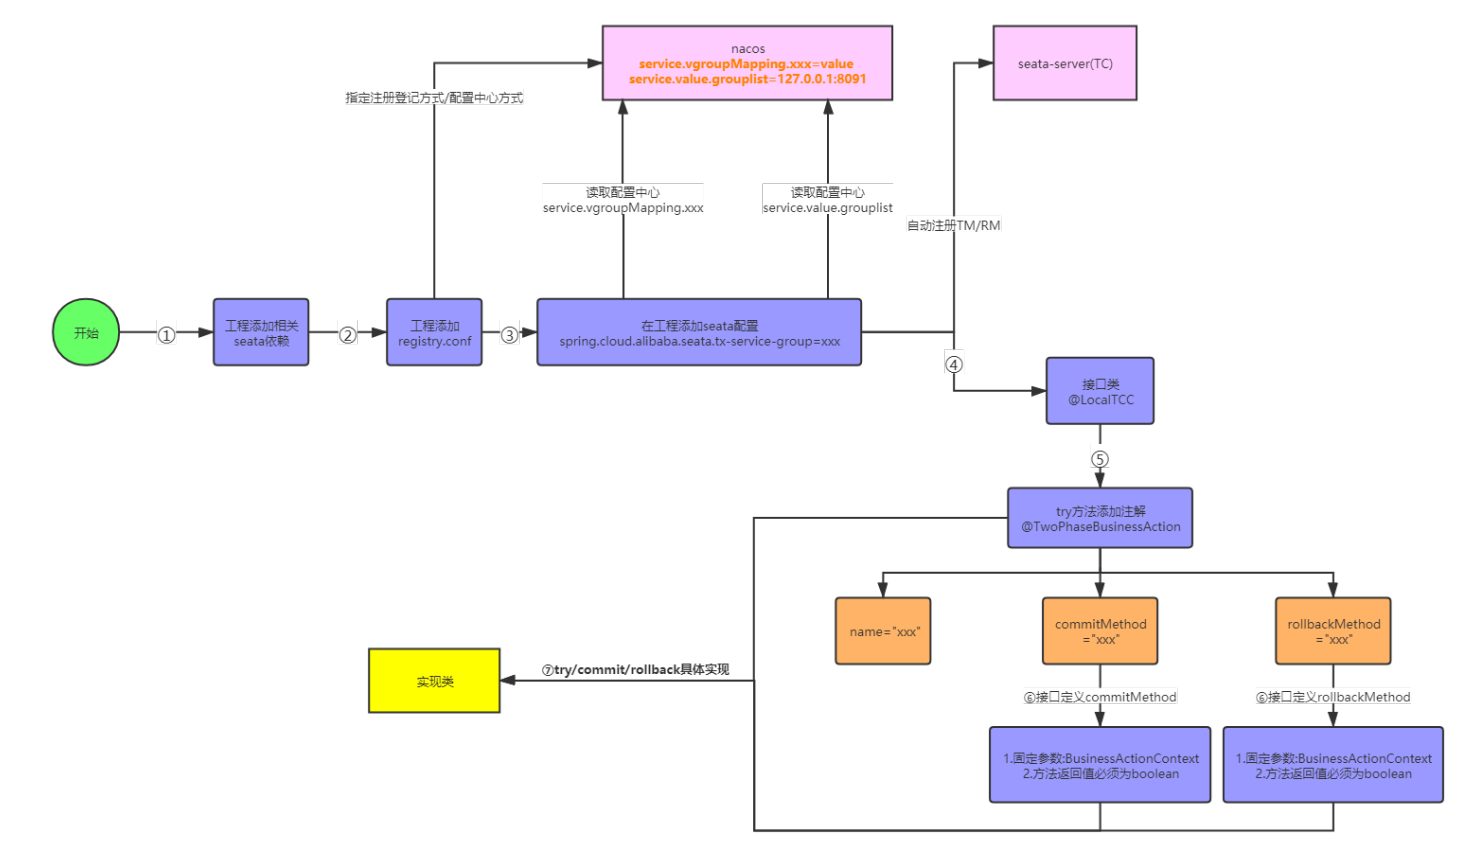 nacos
service.vgroupMapping.xxx=value
service.value.grouplist=127.0.0.1:8091
seata-server(TC)
指定注册登记方式/配置中心方式
读取配置中心
service.vgroupMapping.xxx
读取配置中心
service.value.grouplist
自动注册TM/RM
开始
①
工程添加相关
seata依赖
②
工程添加
registry.conf
③
在工程添加seata配置
spring.cloud.alibaba.seata.tx-service-group=xxx
④
接口类
@LocalTCC
⑤
try方法添加注解
@TwoPhaseBusinessAction
name="xxx"
commitMethod
="xxx"
rollbackMethod
="xxx"
⑦try/commit/rollback具体实现
实现类
⑥接口定义commitMethod
⑥接口定义rollbackMethod
1.固定参数:BusinessActionContext
2.方法返回值必须为boolean
1.固定参数:BusinessActionContext
2.方法返回值必须为boolean